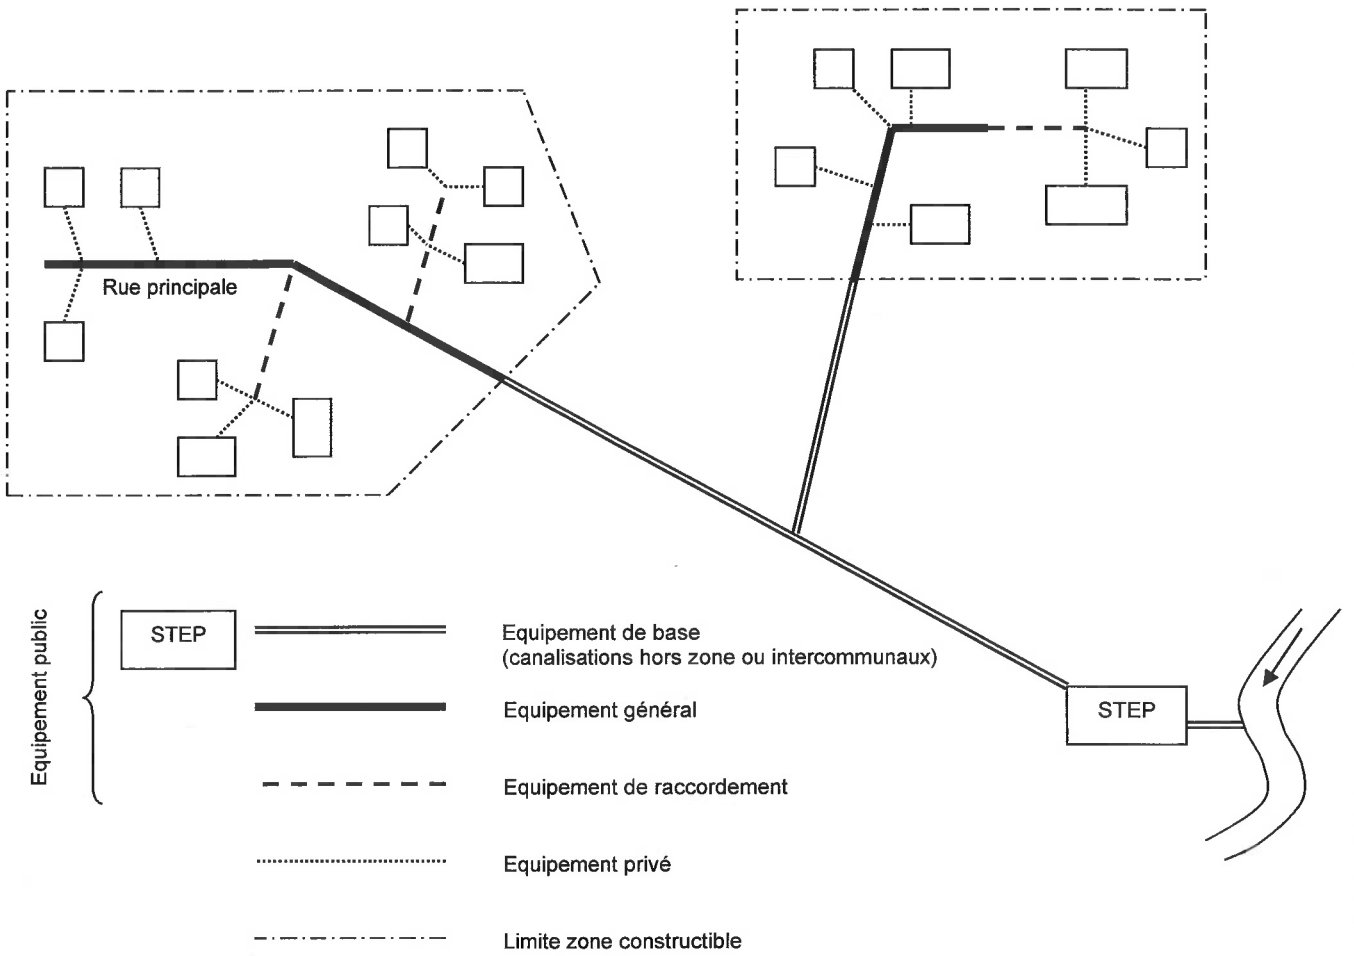 Rue principale
Equipement public
STEP
Equipement de base
(canalisations hors zone ou intercommunaux)
STEP
Equipement général
Equipement de raccordement
Equipement privé
Limite zone constructible